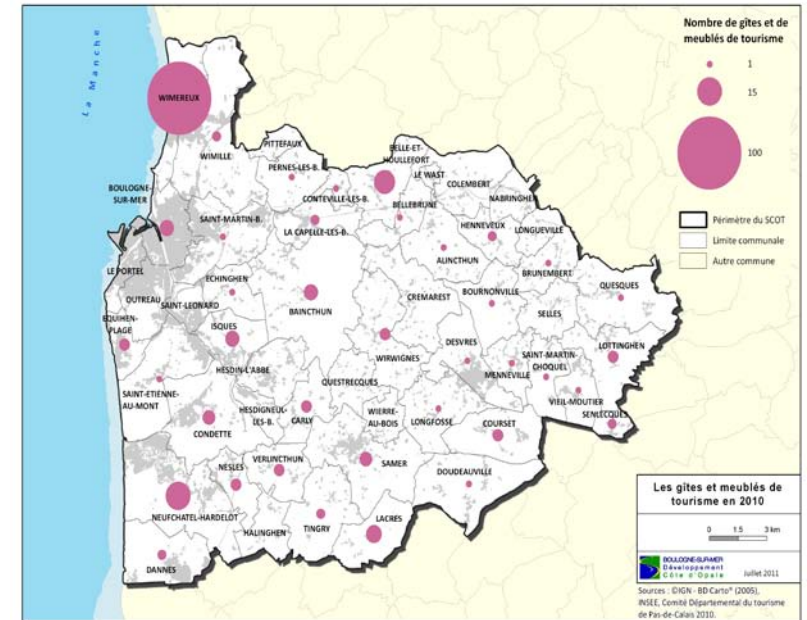 Nombre de gîtes et de
meublés de tourisme
1
15
100
Périmètre du SCOT
Limite communale
Autre commune
La Manche
WIMEREUX
WIMILLE
PITTEFAUX
PERNES-LES-B.
BELLE-ET-
HOULLEFORT
LE WAST
COLEMBERT
NABRINGHEN
CONTEVILLE-LES-B.
BELLEBRUNE
BOULOGNE-
SUR-MER
SAINT-MARTIN-B.
LA CAPELLE-LES-B.
HENNEVEUX
LONGUEVILLE
ALINCTHUN
BRUNEMBERT
LE PORTEL
ECHINGHEN
OUTREAU
SAINT-LEONARD
BAINCTHUN
CREMAREST
BOURNONVILLE
QUESQUES
SELLES
EQUIHEN-
PLAGE
ISQUES
WIRWIGNES
DESVRES
LOTTINGHEN
SAINT-MARTIN-
CHOQUEL
MENNEVILLE
HESDIN-L'ABBE
QUESTRECQUES
SAINT-ETIENNE-
AU-MONT
VIEIL-MOUTIER
SENLECQUES
HESDIGNEUL-
LES-B.
CARLY
WIERRE-
AU-BOIS
LONGFOSSE
COURSET
CONDETTE
NESLES
VERLINCTHUN
SAMER
DOUDEAUVILLE
NEUFCHATEL-HARDELOT
HALINGHEN
TINGRY
LACRES
DANNES
Les gîtes et meublés de
tourisme en 2010
0 1.5 3 km
BOULOGNE-SUR-MER
Développement
Côte d'Opale
Juillet 2011
Sources : ©IGN - BD Carto® (2005),
INSEE, Comité Départemental du tourisme
de Pas-de-Calais 2010.